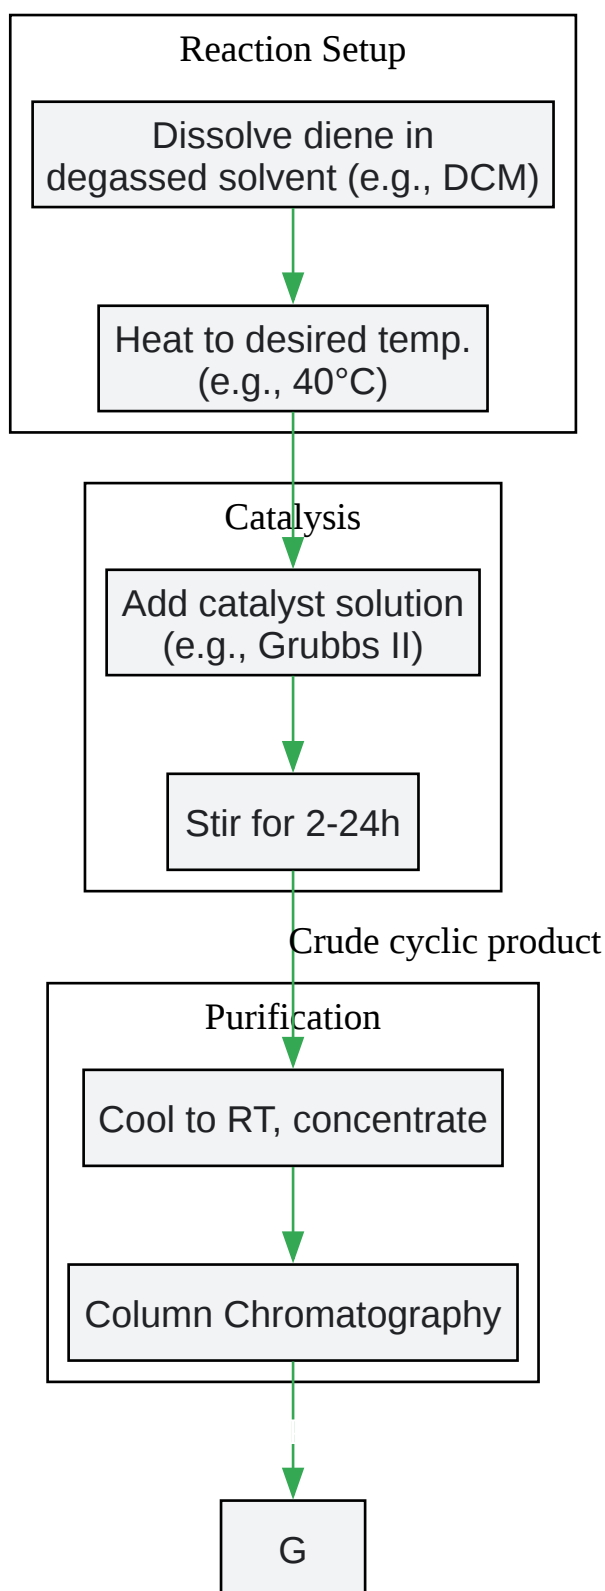 Reaction Setup
Dissolve diene in
degassed solvent (e.g., DCM)
Heat to desired temp.
(e.g., 40°C)
Catalysis
Add catalyst solution
(e.g., Grubbs II)
Stir for 2-24h
Crude cyclic product
Purification
Cool to RT, concentrate
Column Chromatography
G